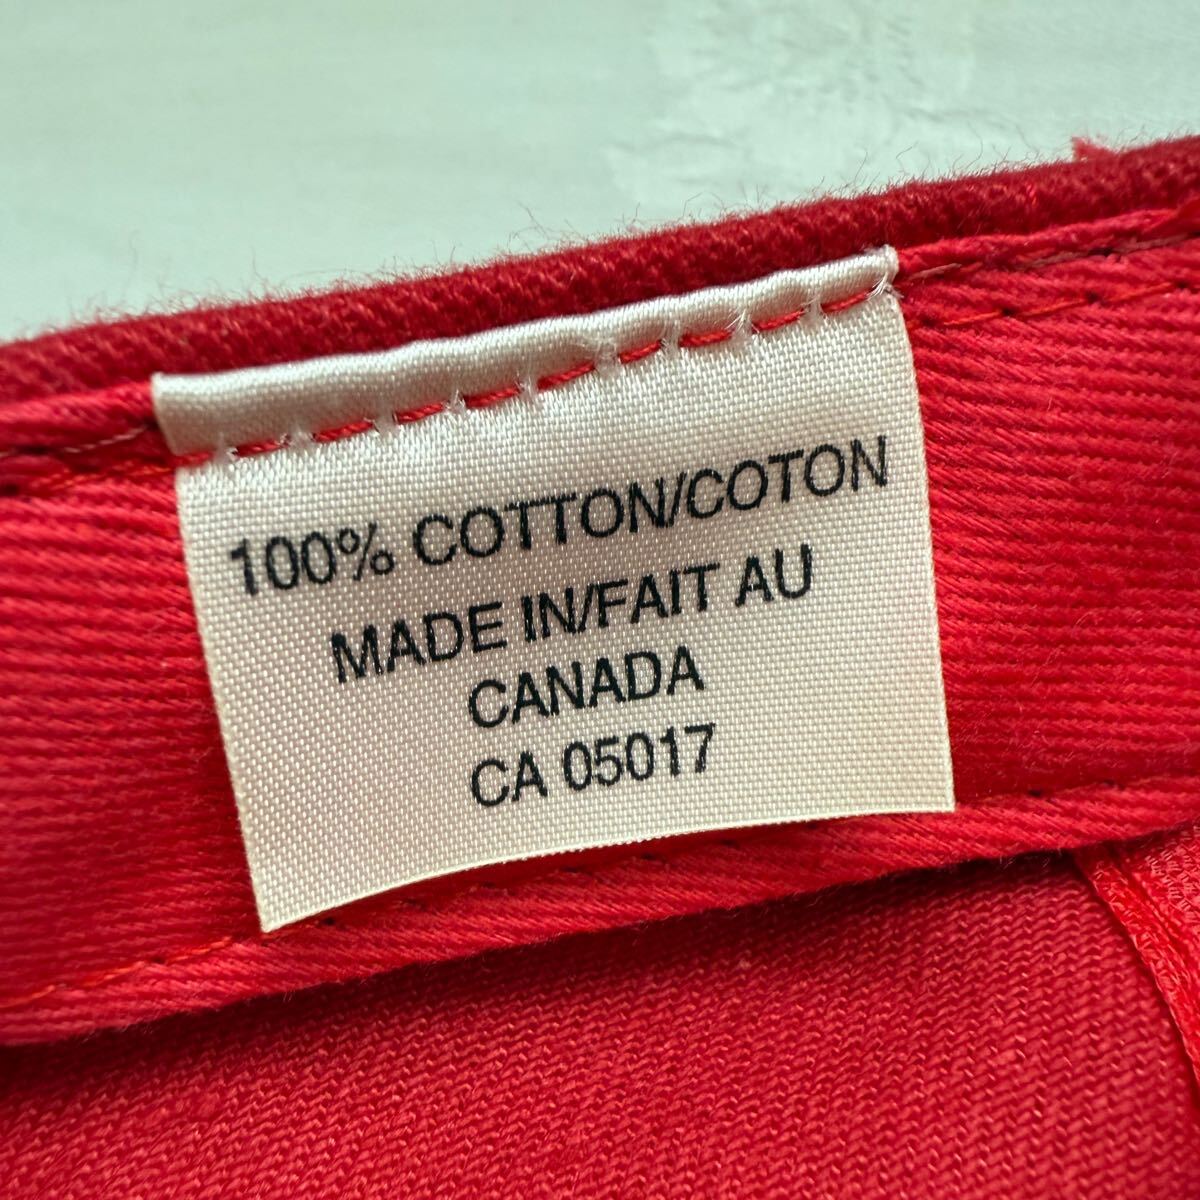 100% COTTON/COTON
MADE IN/FAIT AU
CANADA
CA 05017